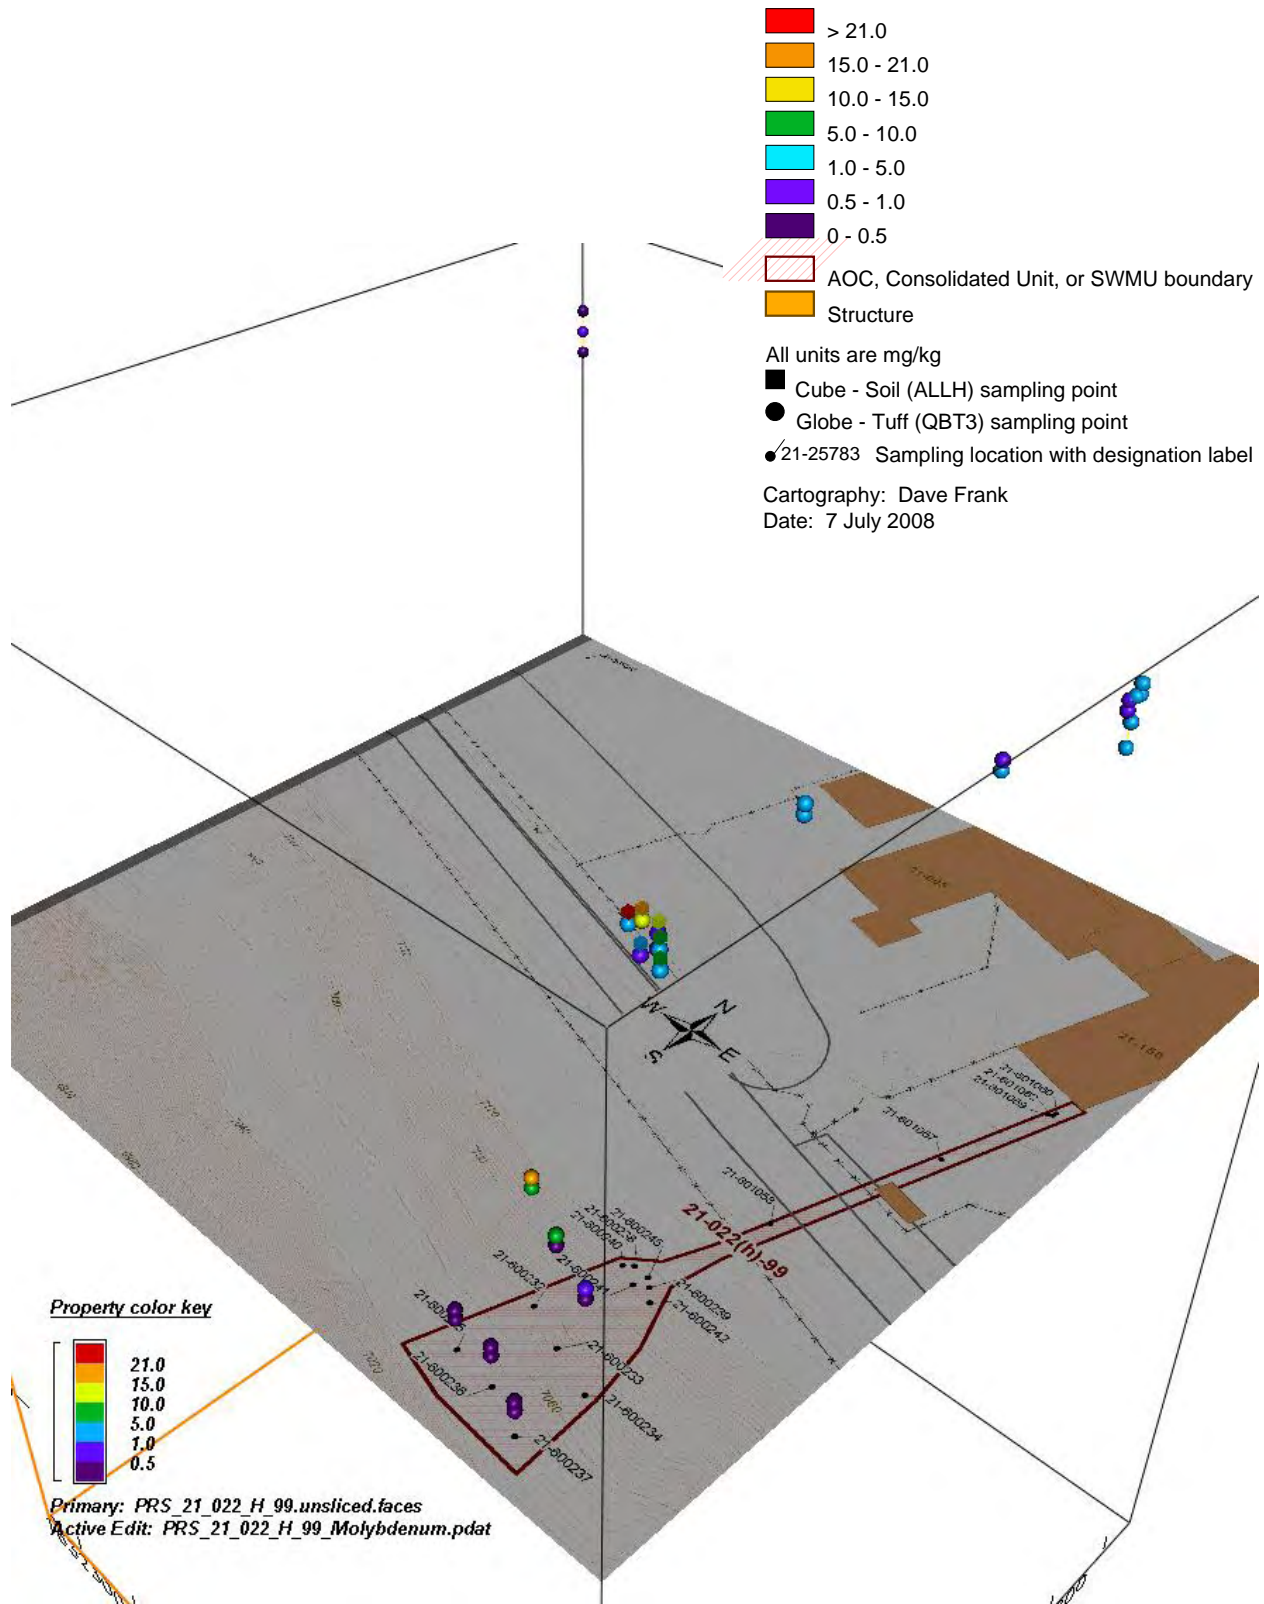 > 21.0
15.0 - 21.0
10.0 - 15.0
5.0 - 10.0
1.0 - 5.0
0.5 - 1.0
0 - 0.5
AOC, Consolidated Unit, or SWMU boundary
Structure
All units are mg/kg
Cube - Soil (ALLH) sampling point
Globe - Tuff (QBT3) sampling point
21-25783 Sampling location with designation label
Cartography: Dave Frank
Date: 7 July 2008
W
N
S
E
21-601067
21-022(h)-99
21-600240
21-600245
21-600232
21-600239
21-600242
21-600233
21-600236
7060
21-600234
21-600237
Property color key
21.0
15.0
10.0
5.0
1.0
0.5
Primary: PRS_21_022_H_99.unsliced.faces
Active Edit: PRS_21_022_H_99_Molybdenum.pdat